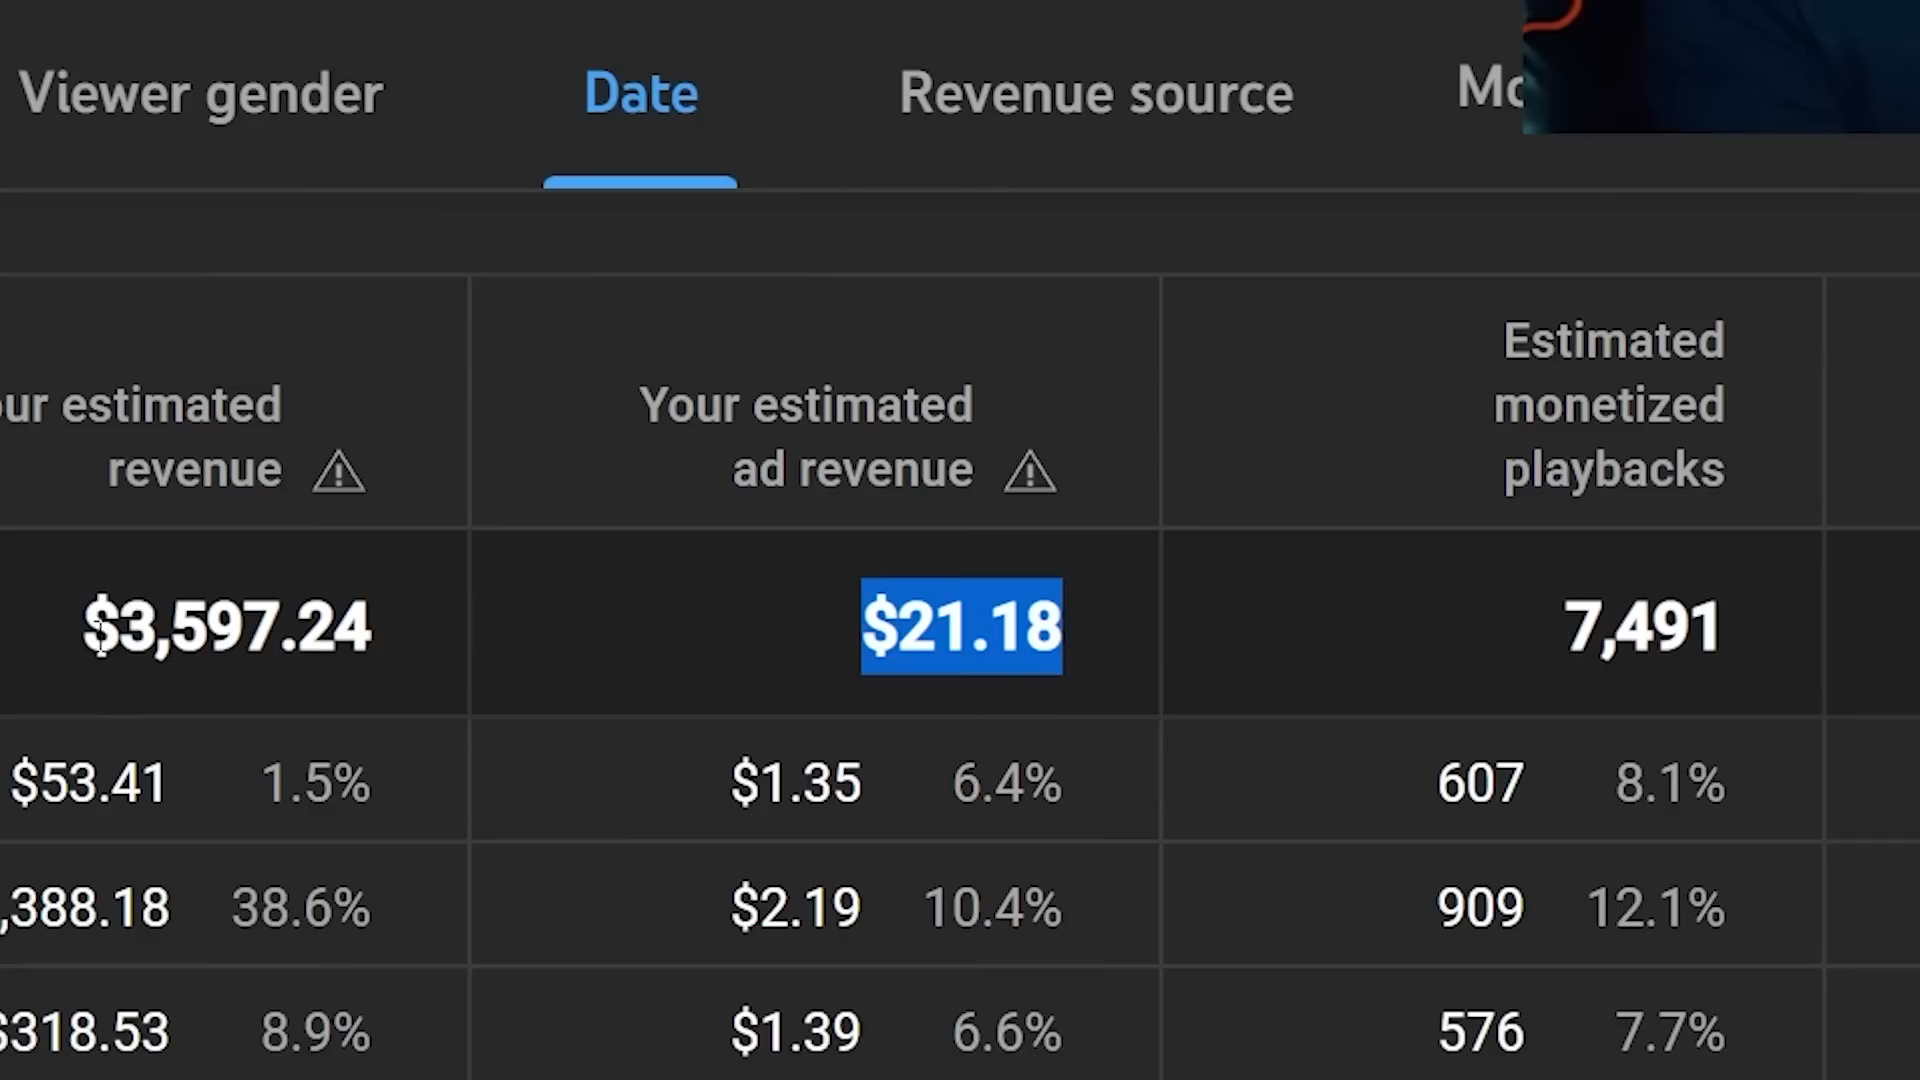 Viewer gender Date Revenue source Mo
our estimated revenue
Your estimated ad revenue
Estimated monetized playbacks
$3,597.24 $21.18 7,491
$53.41 1.5% $1.35 6.4% 607 8.1%
,388.18 38.6% $2.19 10.4% 909 12.1%
$318.53 8.9% $1.39 6.6% 576 7.7%